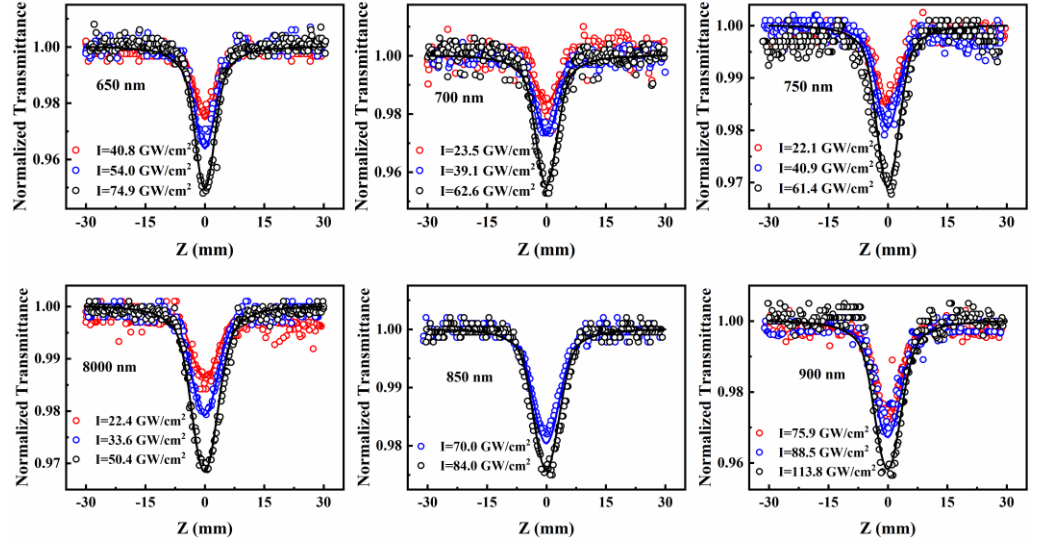 Normalized Transmittance
1.00
0.98
0.96
650 nm
I=40.8 GW/cm²
I=54.0 GW/cm²
I=74.9 GW/cm²
-30 -15 0 15 30
Z (mm)
Normalized Transmittance
1.00
0.98
0.96
700 nm
I=23.5 GW/cm²
I=39.1 GW/cm²
I=62.6 GW/cm²
-30 -15 0 15 30
Z (mm)
Normalized Transmittance
1.00
0.99
0.98
0.97
750 nm
I=22.1 GW/cm²
I=40.9 GW/cm²
I=61.4 GW/cm²
-30 -15 0 15 30
Z (mm)
Normalized Transmittance
1.00
0.99
0.98
0.97
8000 nm
I=22.4 GW/cm²
I=33.6 GW/cm²
I=50.4 GW/cm²
-30 -15 0 15 30
Z (mm)
Normalized Transmittance
1.00
0.99
0.98
850 nm
I=70.0 GW/cm²
I=84.0 GW/cm²
-30 -15 0 15 30
Z (mm)
Normalized Transmittance
1.00
0.98
0.96
900 nm
I=75.9 GW/cm²
I=88.5 GW/cm²
I=113.8 GW/cm²
-30 -15 0 15 30
Z (mm)